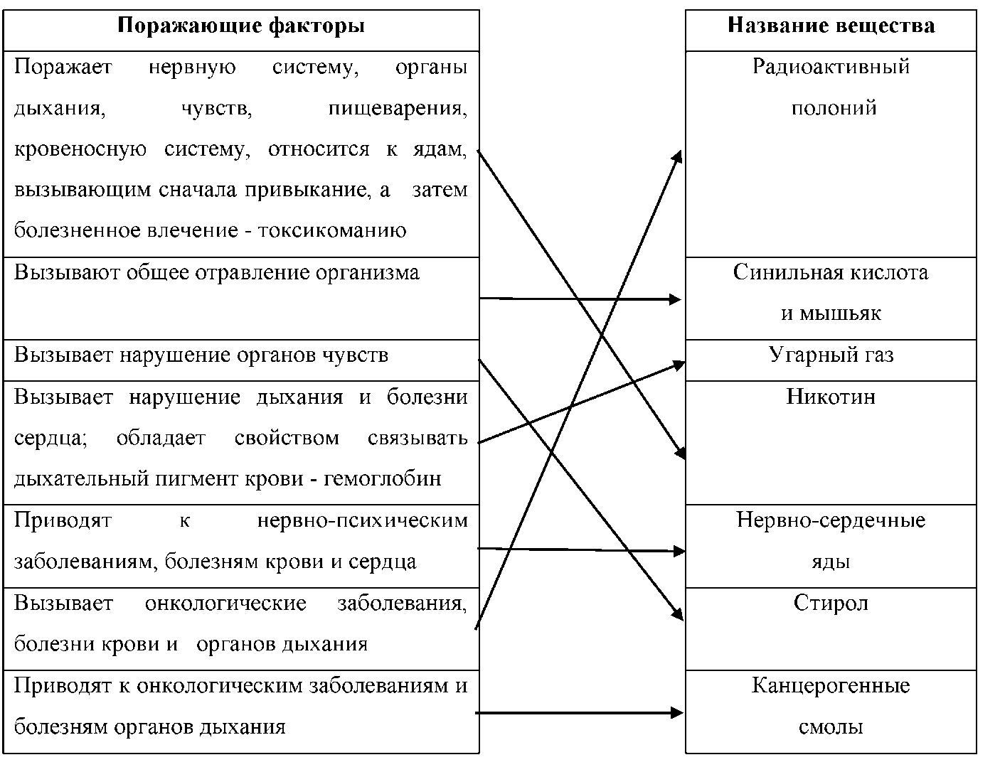 Поражающие факторы
Поражает нервную систему, органы
дыхания, чувств, пищеварения,
кровеносную систему, относится к ядам,
вызывающим сначала привыкание, а затем
болезненное влечение - токсикоманию
Вызывают общее отравление организма
Вызывает нарушение органов чувств
Вызывает нарушение дыхания и болезни
сердца; обладает свойством связывать
дыхательный пигмент крови - гемоглобин
Приводят к нервно-психическим
заболеваниям, болезням крови и сердца
Вызывает онкологические заболевания,
болезни крови и органов дыхания
Приводят к онкологическим заболеваниям и
болезням органов дыхания
Название вещества
Радиоактивный
полоний
Синильная кислота
и мышьяк
Угарный газ
Никотин
Нервно-сердечные
яды
Стирол
Канцерогенные
смолы